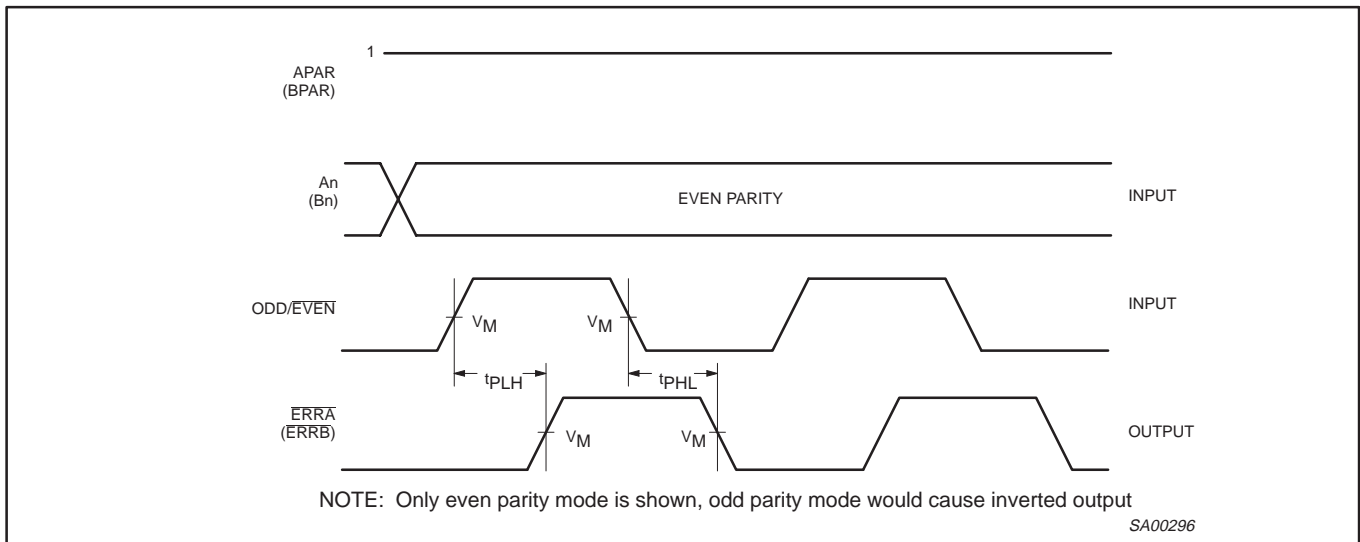 1
APAR
(BPAR)
An
(Bn)
EVEN PARITY
INPUT
ODD/EVEN
VM
VM
INPUT
tPLH
tPHL
ERRA
(ERRB)
VM
VM
OUTPUT
NOTE: Only even parity mode is shown, odd parity mode would cause inverted output
SA00296